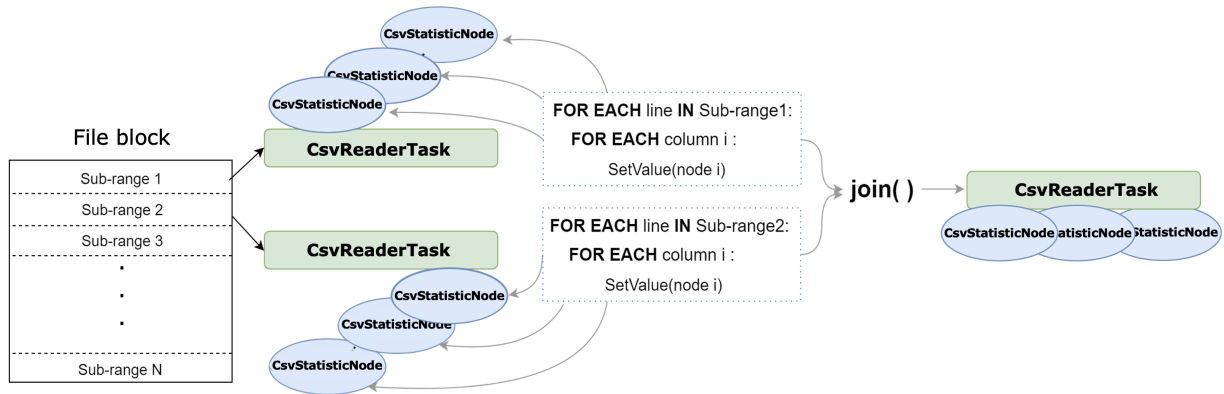 File block
Sub-range 1
Sub-range 2
Sub-range 3
Sub-range N
CsvStatisticNode
CsvStatisticNode
CsvStatisticNode
CsvReaderTask
CsvReaderTask
CsvStatisticNode
CsvStatisticNode
CsvStatisticNode
FOR EACH line IN Sub-range1:
FOR EACH column i :
SetValue(node i)
FOR EACH line IN Sub-range2:
FOR EACH column i :
SetValue(node i)
join( )
CsvReaderTask
CsvStatisticNode atisticNode StatisticNode